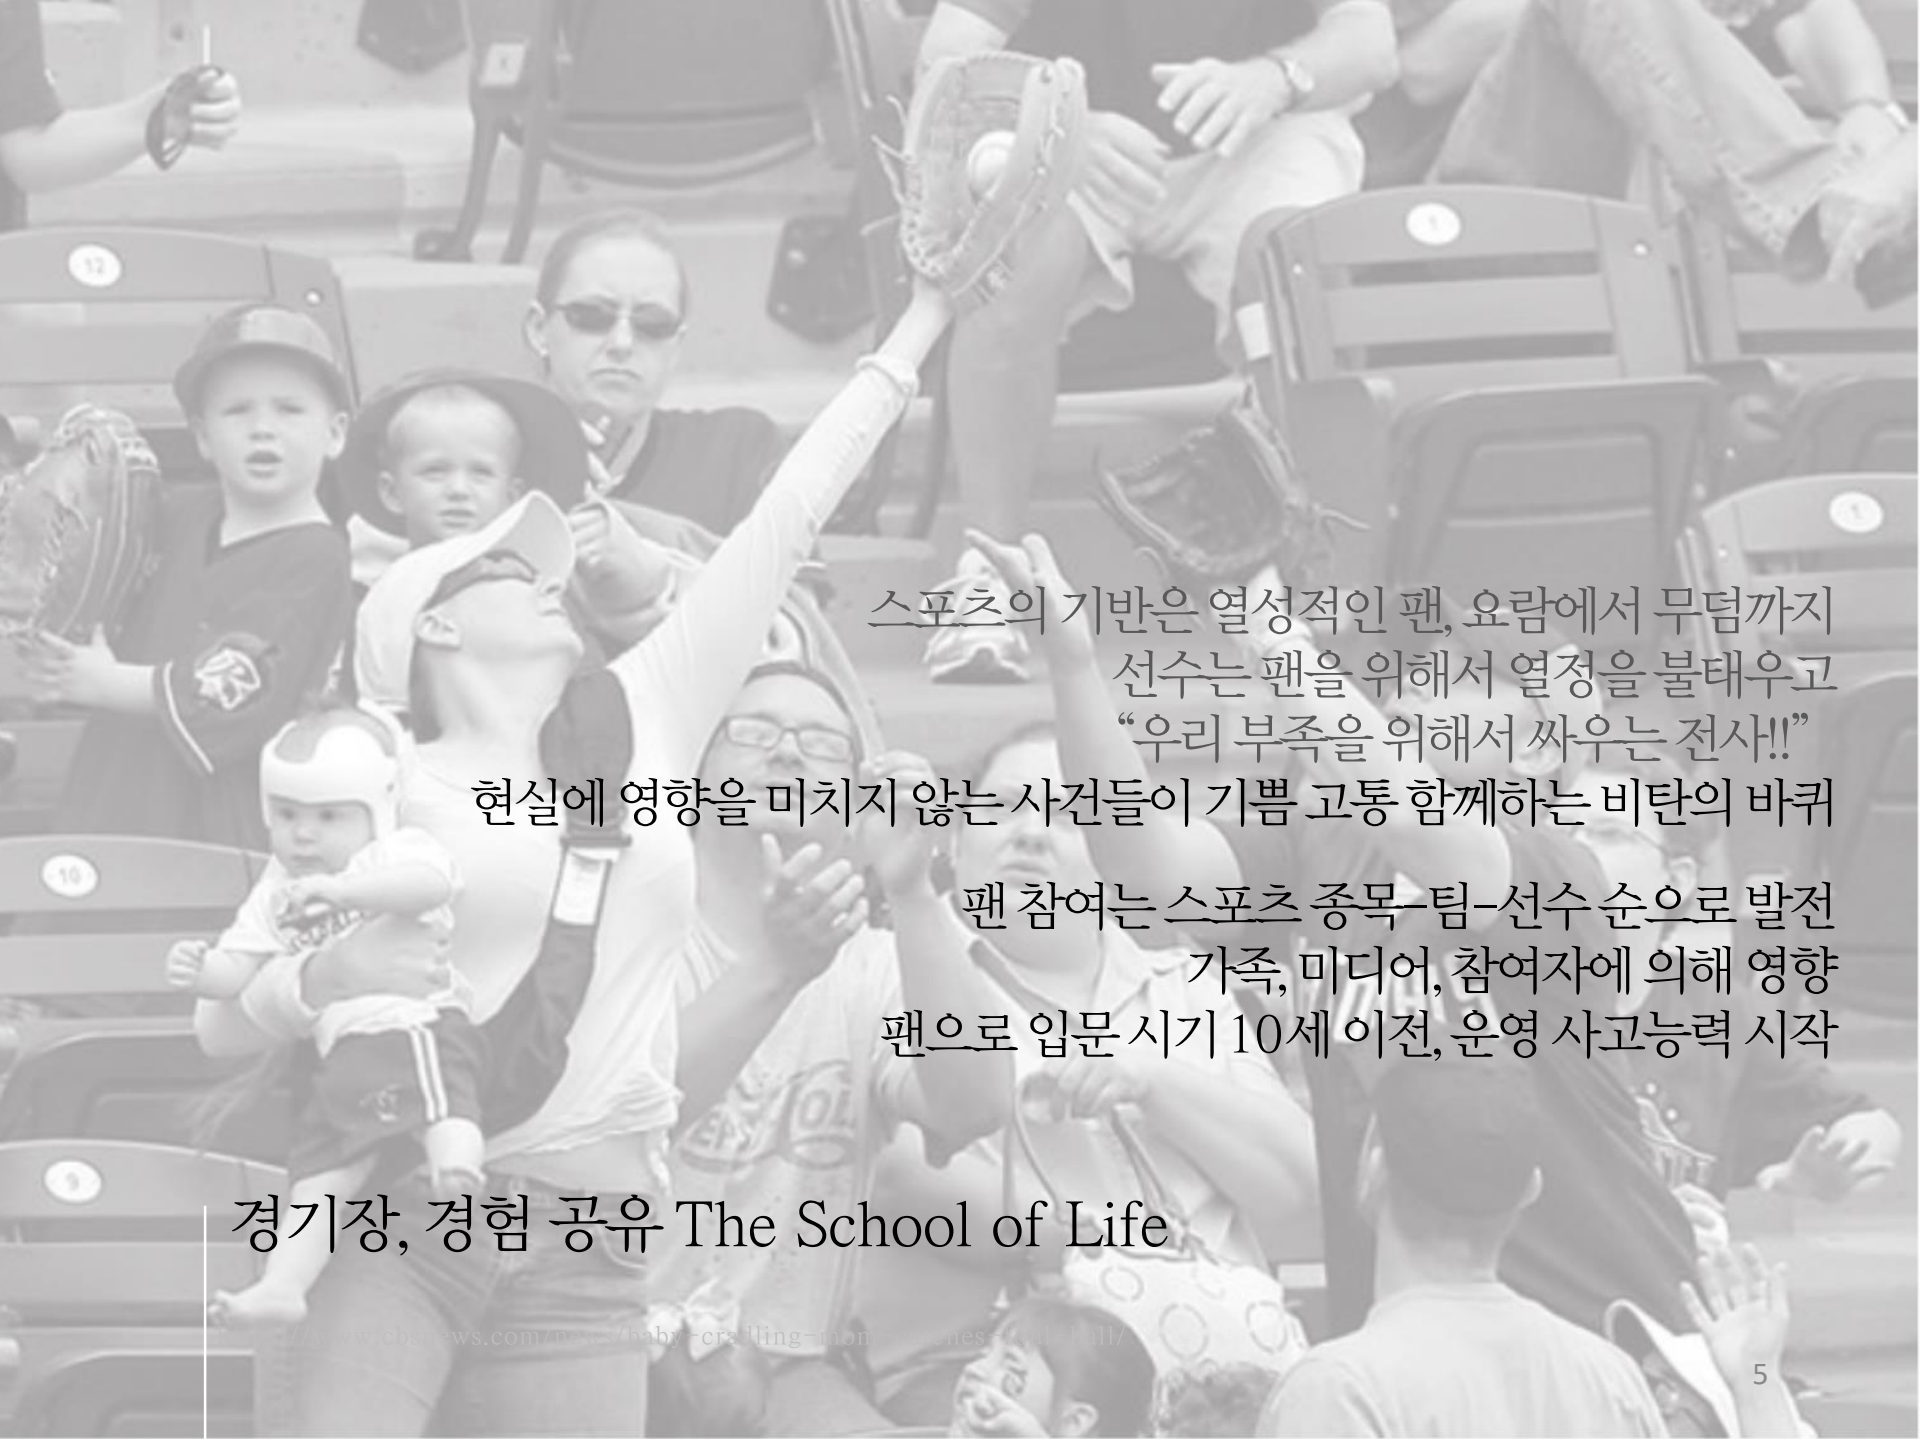 12
1
1
스포츠의 기반은 열성적인 팬, 요람에서 무덤까지
선수는 팬을 위해서 열정을 불태우고
“우리 부족을 위해서 싸우는 전사!!”
현실에 영향을 미치지 않는 사건들이 기쁨 고통 함께하는 비탄의 바퀴
팬 참여는 스포츠 종목-팀-선수 순으로 발전
10
가족, 미디어, 참여자에 의해 영향
팬으로 입문 시기 10세 이전, 운영 사고능력 시작
9
경기장, 경험 공유 The School of Life
5